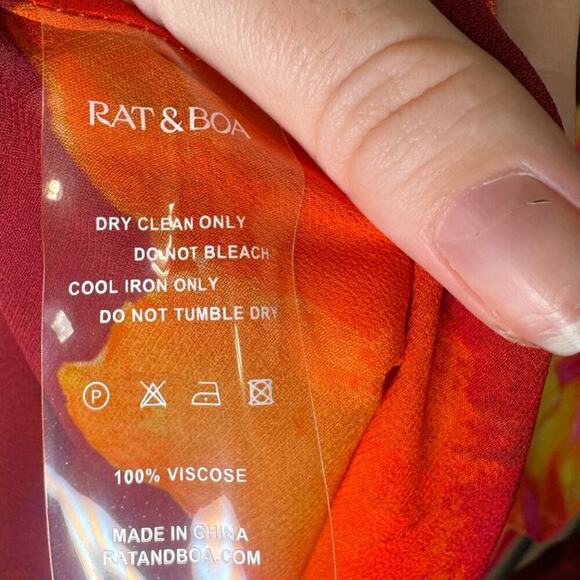 RAT & BOA
DRY CLEAN ONLY
DO NOT BLEACH
COOL IRON ONLY
DO NOT TUMBLE DRY
P
100% VISCOSE
MADE IN CHINA
RATANDBOA.COM